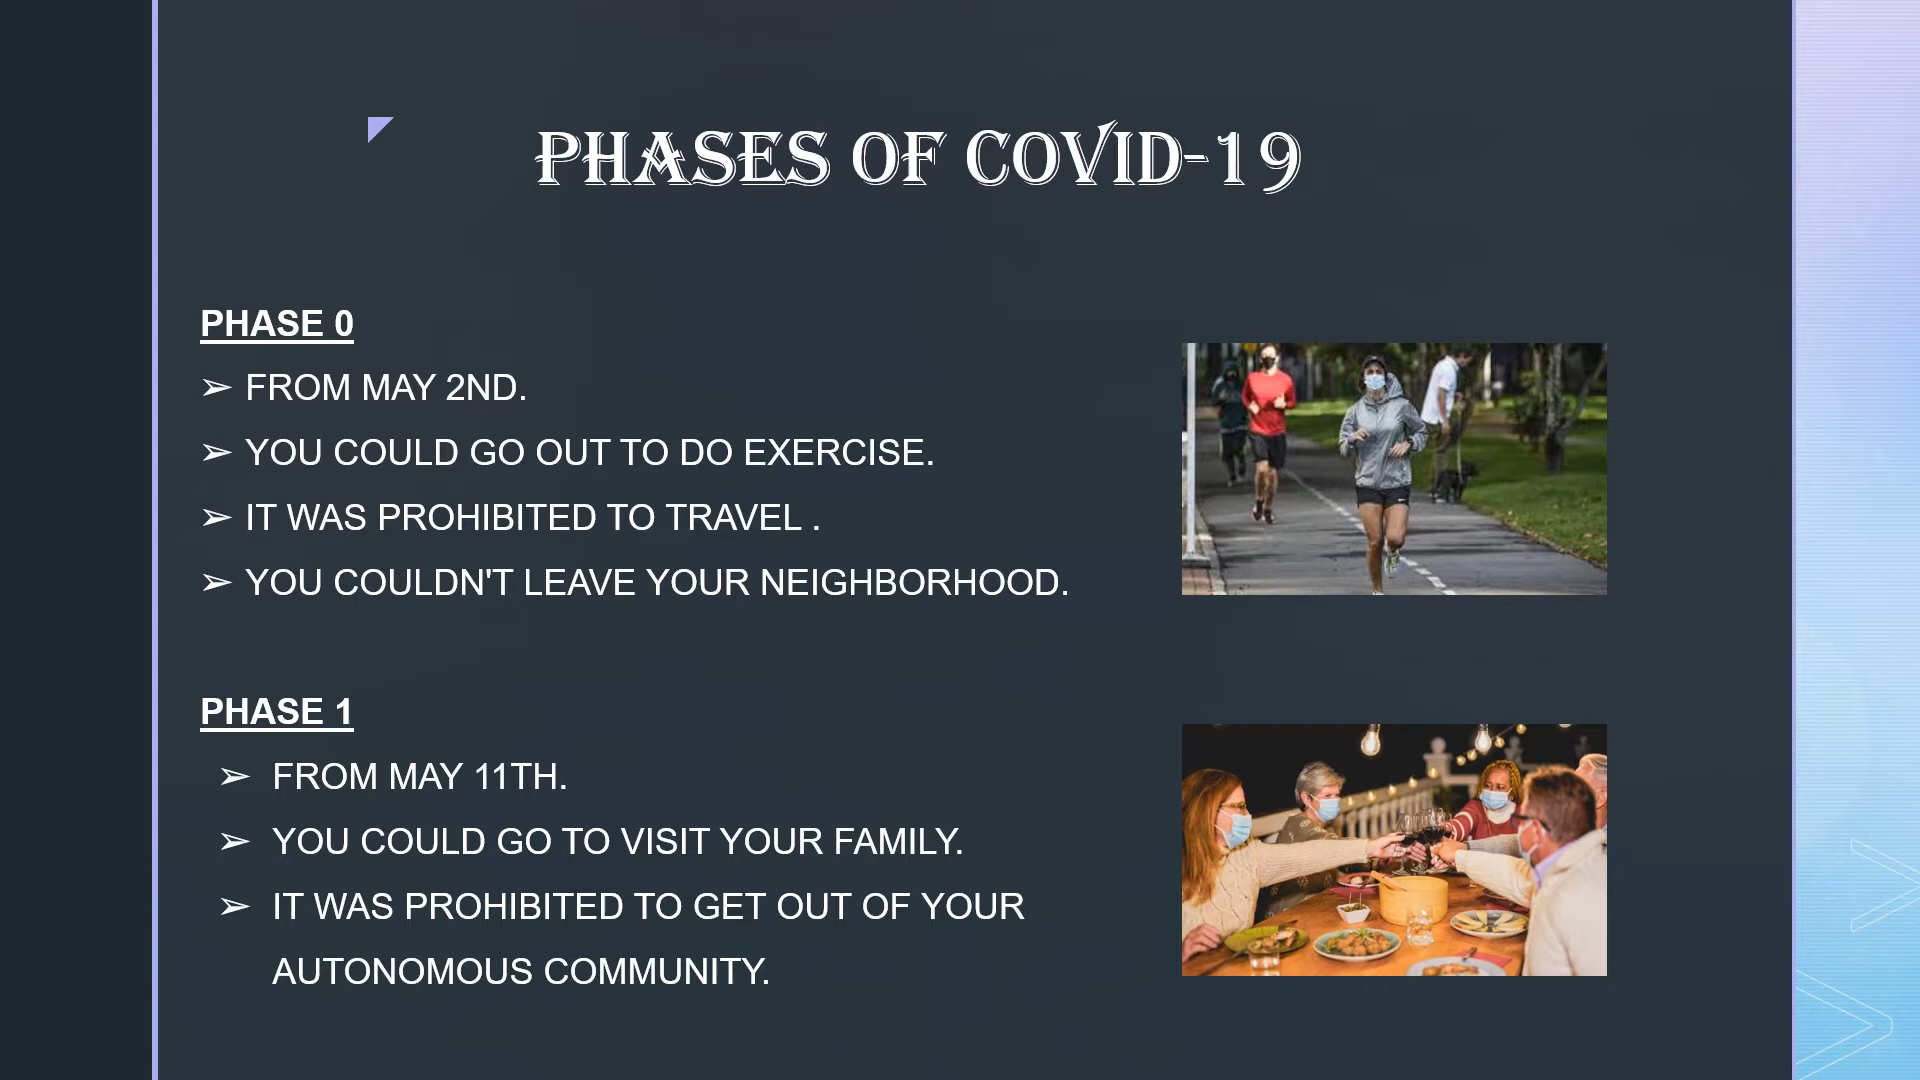 PHASES OF COVID-19
PHASE 0
➢ FROM MAY 2ND.
➢ YOU COULD GO OUT TO DO EXERCISE.
➢ IT WAS PROHIBITED TO TRAVEL .
➢ YOU COULDN'T LEAVE YOUR NEIGHBORHOOD.
PHASE 1
➢ FROM MAY 11TH.
➢ YOU COULD GO TO VISIT YOUR FAMILY.
➢ IT WAS PROHIBITED TO GET OUT OF YOUR
AUTONOMOUS COMMUNITY.